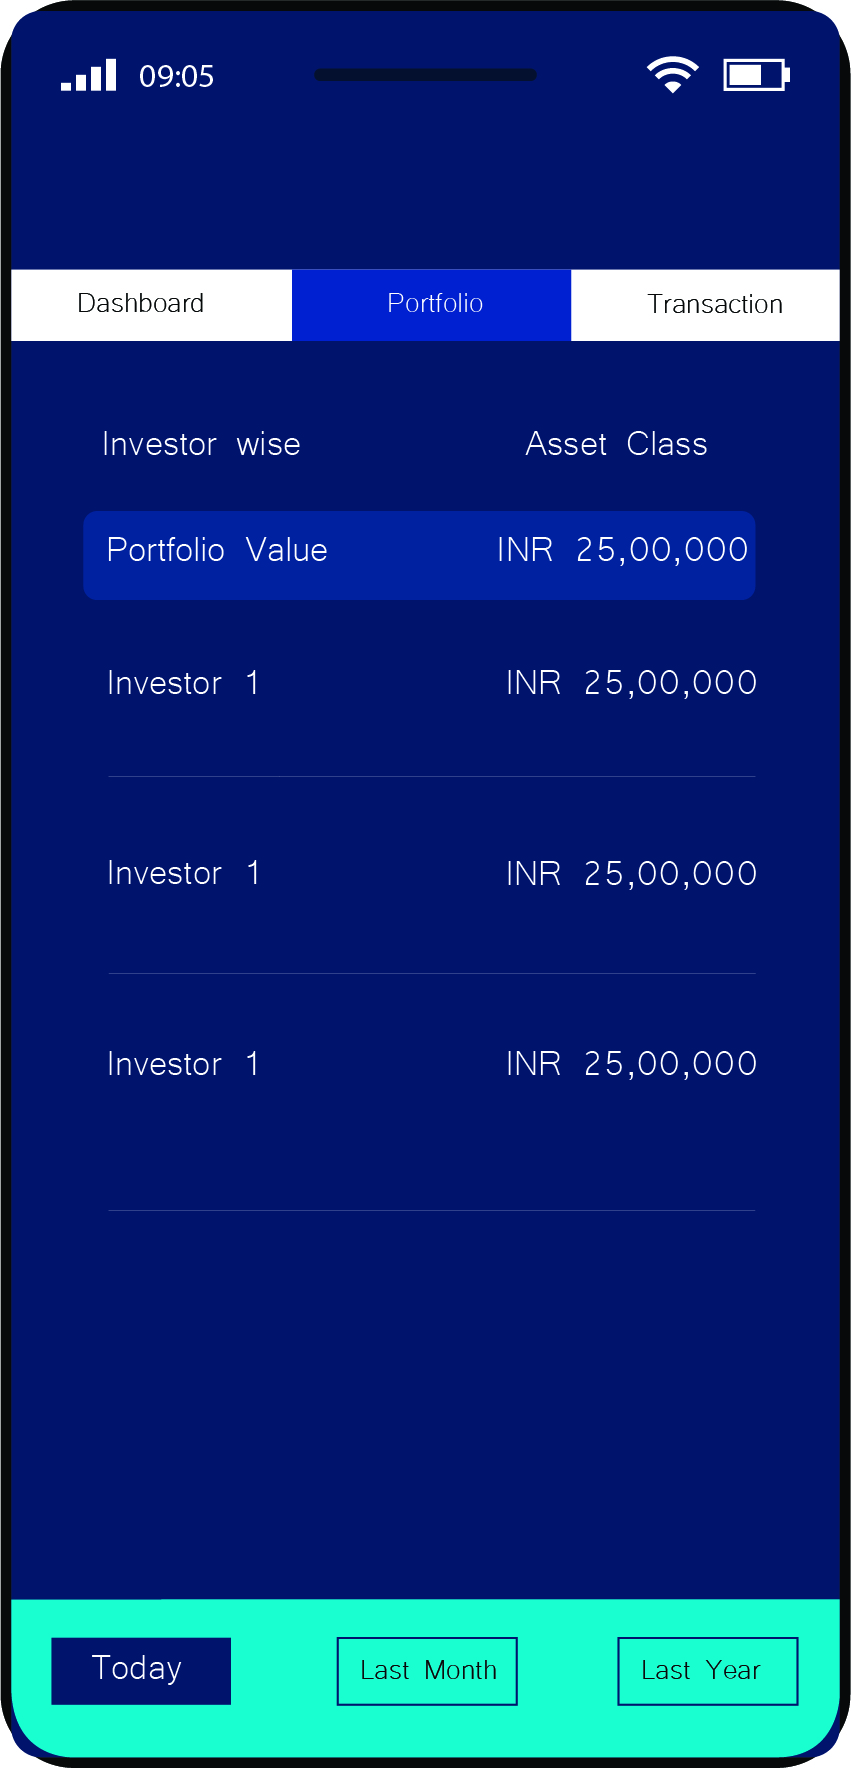 09:05
Dashboard Portfolio Transaction
Investor wise Asset Class
Portfolio Value INR 25,00,000
Investor 1 INR 25,00,000
Investor 1 INR 25,00,000
Investor 1 INR 25,00,000
Today Last Month Last Year